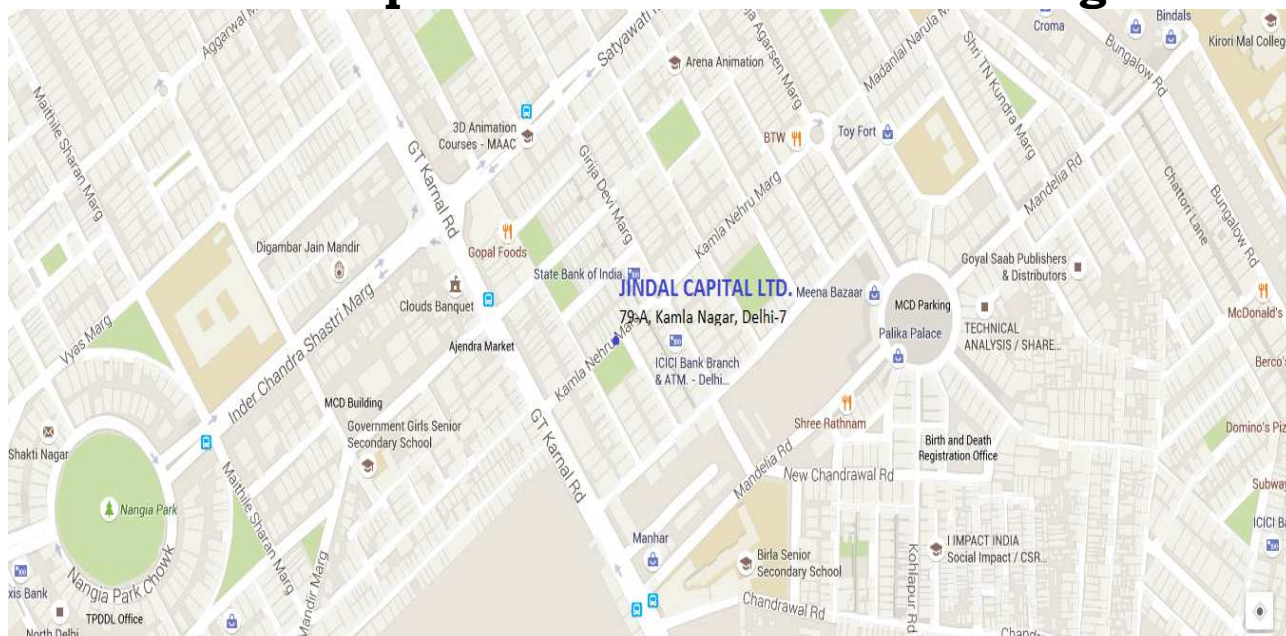 Croma
Bindals
Kirori Mal College
Aggarwal M
Satyawati
Agarsen Marg
Madanlal Narula M
Shri TN Kundra Marg
Bungalow Rd
Maithile Sharan Marg
Arena Animation
3D Animation
Courses - MAAC
BTW
Toy Fort
GT Karnal Rd
Girija Devi Marg
Kamla Nehru Marg
Mandelia Rd
Chattori Lane
Bungalow Rd
Digambar Jain Mandir
Gopal Foods
State Bank of India
JINDAL CAPITAL LTD.
79-A, Kamla Nagar, Delhi-7
Meena Bazaar
Goyal Saab Publishers
& Distributors
MCD Parking
Clouds Banquet
McDonald's
Vyas Marg
Inder Chandra Shastri Marg
Ajendra Market
Kamla Nehru Marg
ICICI Bank Branch
& ATM. - Delhi...
Palika Palace
TECHNICAL
ANALYSIS / SHARE...
Berco's
MCD Building
Government Girls Senior
Secondary School
Shree Rathnam
Birth and Death
Registration Office
Domino's Piz
Shakti Nagar
Maithile Sharan Marg
GT Karnal Rd
Mandelia Rd
New Chandrawal Rd
Subway
Nangia Park
Manhar
Birla Senior
Secondary School
I IMPACT INDIA
Social Impact / CSR...
ICICI B
Nangia Park Chowk
Mandir Marg
Kohlapur Rd
xis Bank
TPDDL Office
North Delhi
Chandrawal Rd
Chand